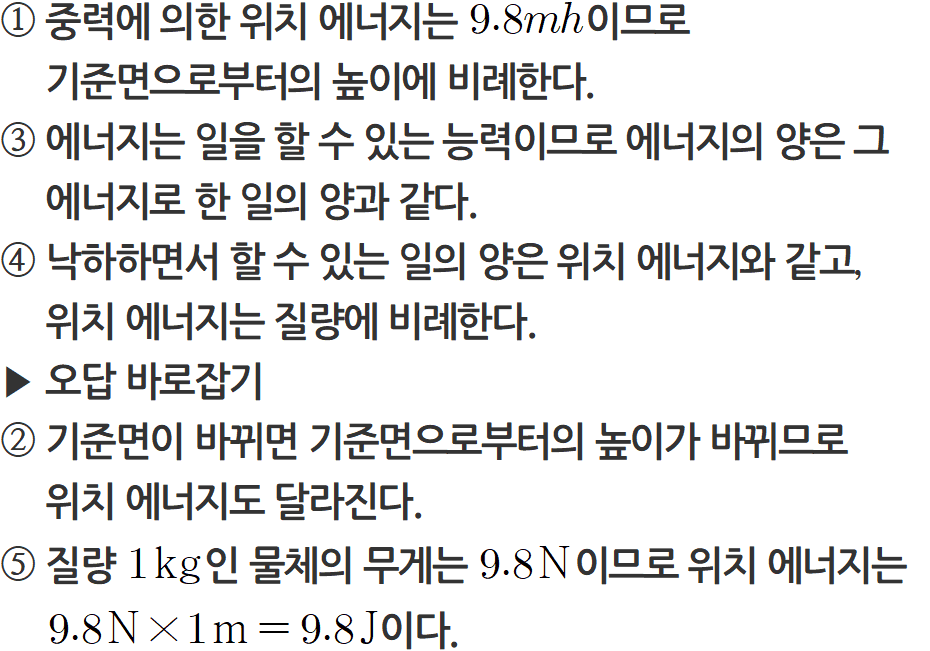 ① 중력에 의한 위치 에너지는 9.8mh이므로
기준면으로부터의 높이에 비례한다.
③ 에너지는 일을 할 수 있는 능력이므로 에너지의 양은 그
에너지로 한 일의 양과 같다.
④ 낙하하면서 할 수 있는 일의 양은 위치 에너지와 같고,
위치 에너지는 질량에 비례한다.
▶ 오답 바로잡기
② 기준면이 바뀌면 기준면으로부터의 높이가 바뀌므로
위치 에너지도 달라진다.
⑤ 질량 1kg인 물체의 무게는 9.8N이므로 위치 에너지는
9.8N×1m=9.8J이다.